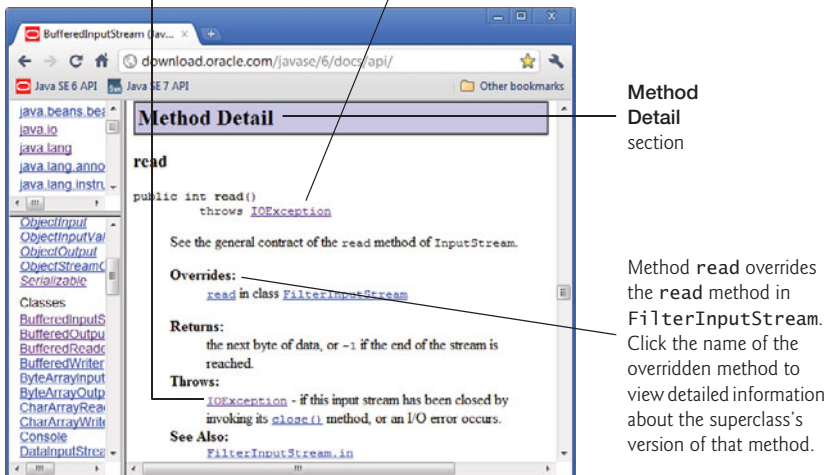 BufferedInputStream (Jav...
download.oracle.com/javase/6/docs/api/
Java SE 6 API
Java SE 7 API
Other bookmarks
java.beans.bea
java.io
java.lang
java.lang.anno
java.lang.instru
ObjectInput
ObjectInputVal
ObjectOutput
ObjectStreamC
Serializable
Classes
BufferedInputS
BufferedOutpu
BufferedReade
BufferedWriter
ByteArrayInput
ByteArrayOutp
CharArrayRea
CharArrayWrite
Console
DataInputStrea
Method Detail
read
public int read()
throws IOException
See the general contract of the read method of InputStream.
Overrides:
read in class FilterInputStream
Returns:
the next byte of data, or -1 if the end of the stream is
reached.
Throws:
IOException - if this input stream has been closed by
invoking its close() method, or an I/O error occurs.
See Also:
FilterInputStream.in
Method
Detail
section
Method read overrides
the read method in
FilterInputStream.
Click the name of the
overridden method to
view detailed information
about the superclass's
version of that method.